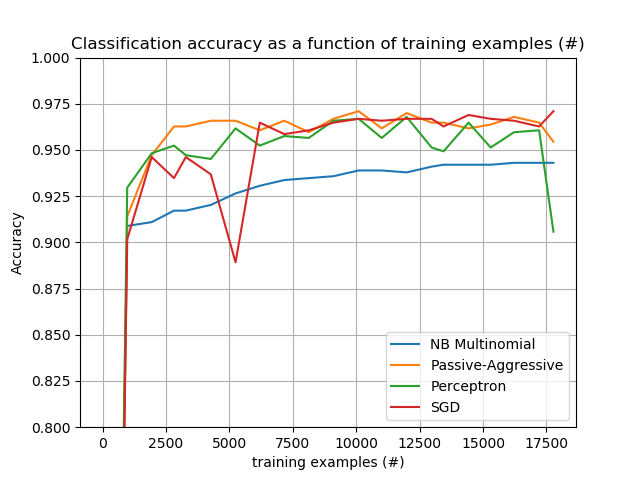 Classification accuracy as a function of training examples (#)
1.000
0.975
0.950
0.925
0.900
0.875
0.850
0.825
0.800
Accuracy
NB Multinomial
Passive-Aggressive
Perceptron
SGD
0 2500 5000 7500 10000 12500 15000 17500
training examples (#)